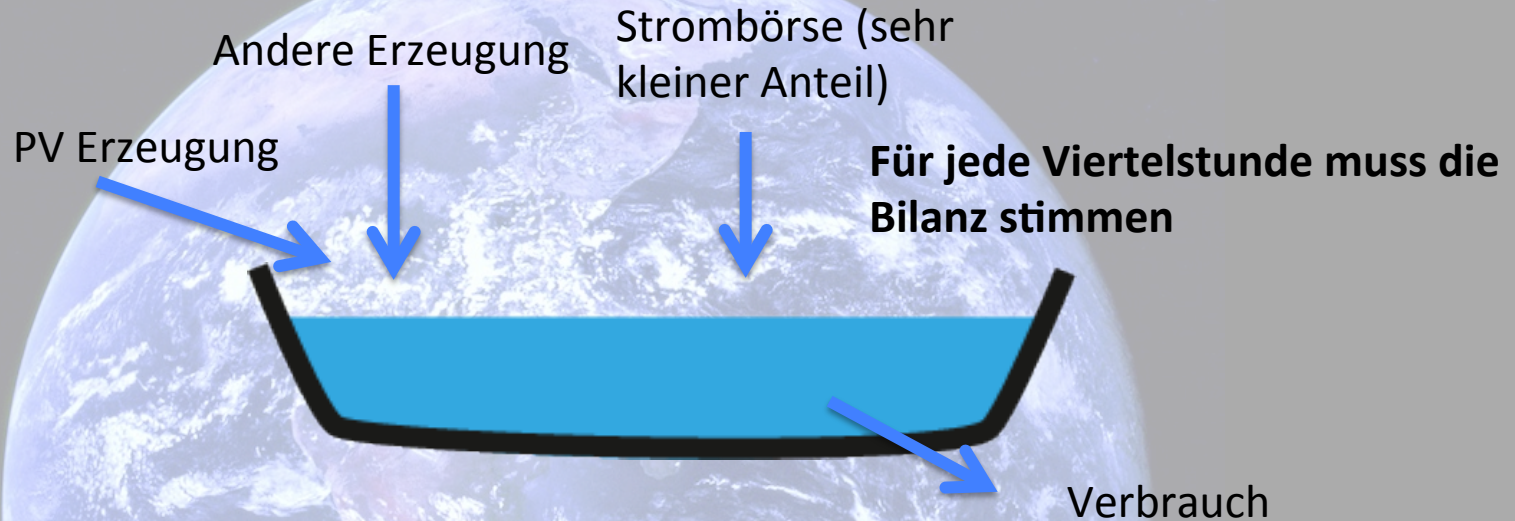 Strombörse (sehr
kleiner Anteil)
Andere Erzeugung
PV Erzeugung
Für jede Viertelstunde muss die
Bilanz stimmen
Verbrauch